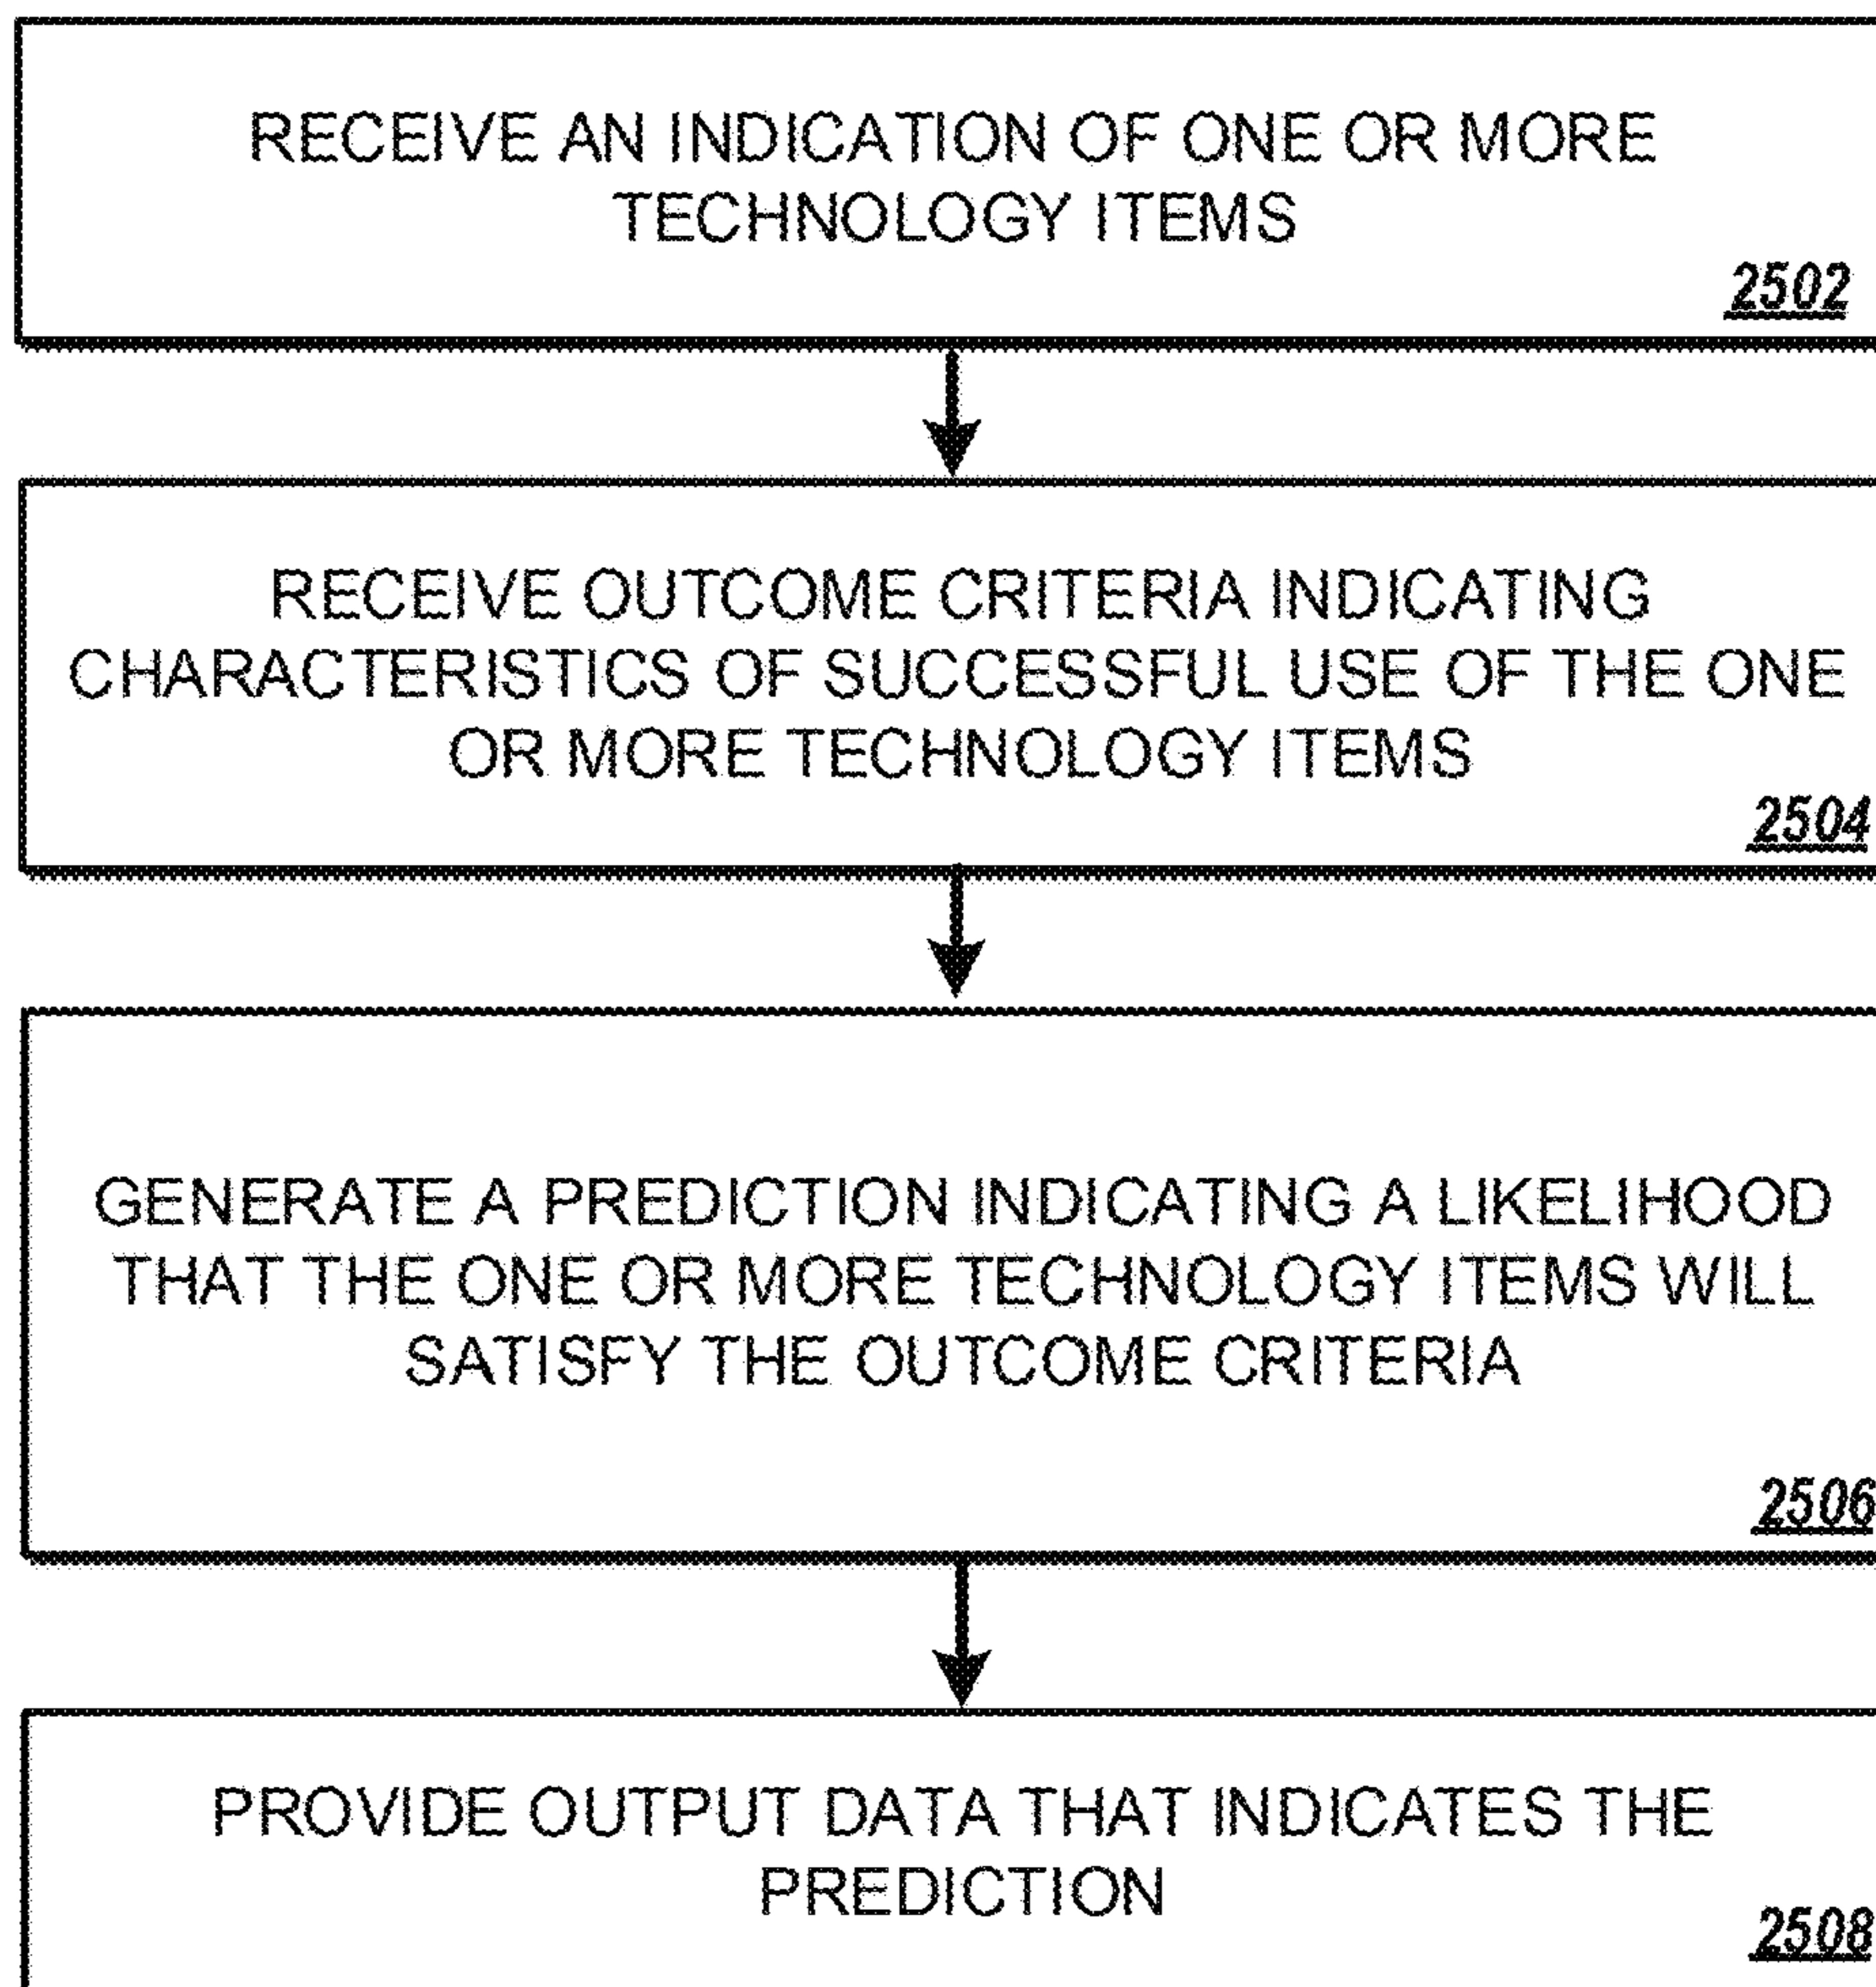 RECEIVE AN INDICATION OF ONE OR MORE
TECHNOLOGY ITEMS
2502
RECEIVE OUTCOME CRITERIA INDICATING
CHARACTERISTICS OF SUCCESSFUL USE OF THE ONE
OR MORE TECHNOLOGY ITEMS
2504
GENERATE A PREDICTION INDICATING A LIKELIHOOD
THAT THE ONE OR MORE TECHNOLOGY ITEMS WILL
SATISFY THE OUTCOME CRITERIA
2506
PROVIDE OUTPUT DATA THAT INDICATES THE
PREDICTION
2508